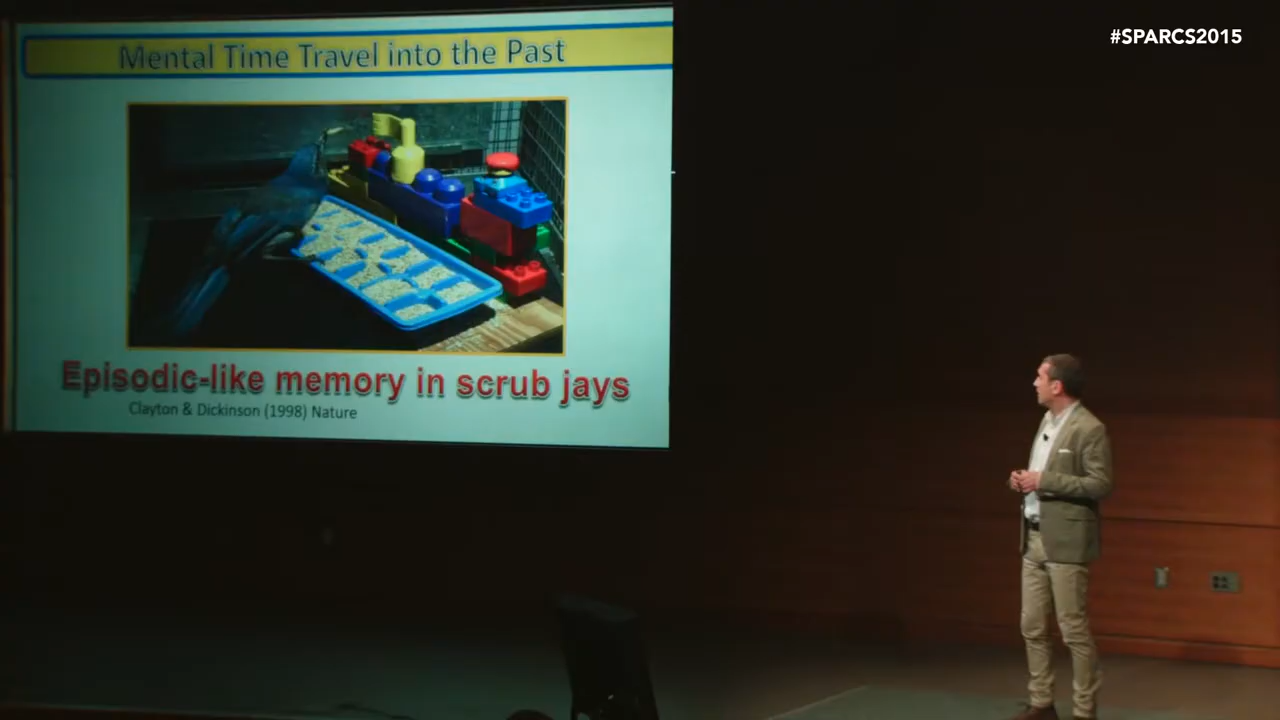 #SPARCS2015
Mental Time Travel into the Past
Episodic-like memory in scrub jays
Clayton & Dickinson (1998) Nature